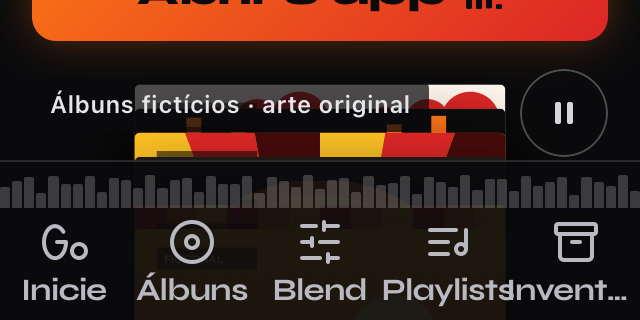 Álbuns fictícios · arte original
Inicie
Álbuns
Blend
Playlists
Invent...